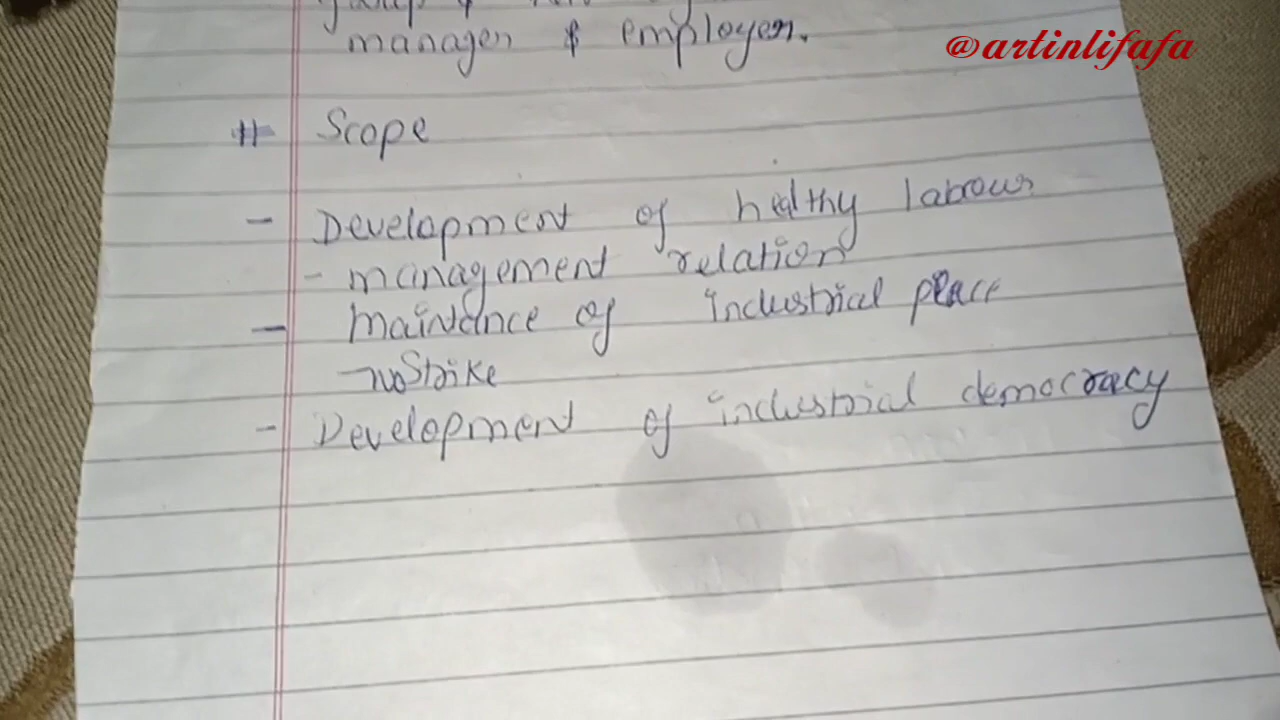 manager & employer.
@artinlifafa
# Scope
- Development of healthy labrour
- management relation
- maintance of industrial peace
- no Strike
- Development of industrial democracy